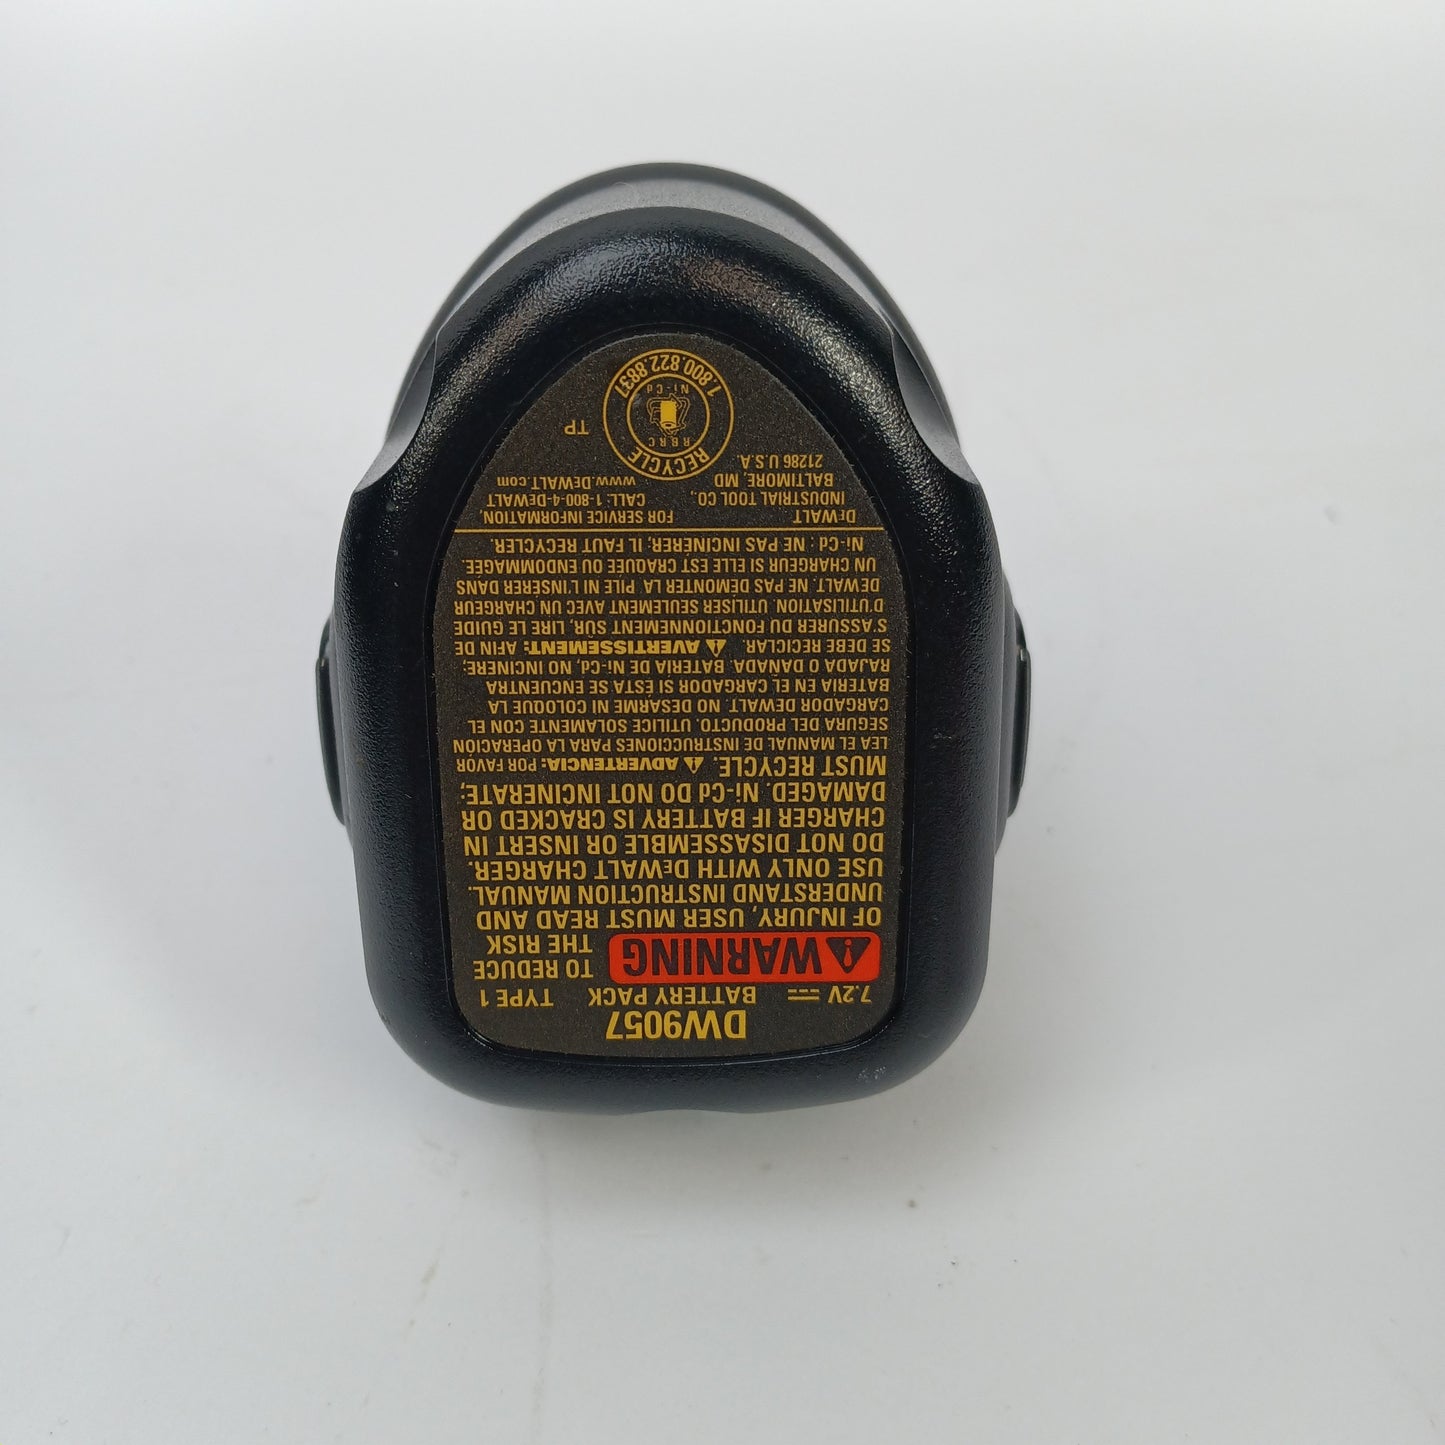 DW9057
7.2V BATTERY PACK TYPE 1
WARNING TO REDUCE
THE RISK
OF INJURY, USER MUST READ AND
UNDERSTAND INSTRUCTION MANUAL.
USE ONLY WITH DEWALT CHARGER.
DO NOT DISASSEMBLE OR INSERT IN
CHARGER IF BATTERY IS CRACKED OR
DAMAGED. Ni-Cd DO NOT INCINERATE;
MUST RECYCLE. ADVERTENCIA: POR FAVOR
LEA EL MANUAL DE INSTRUCCIONES PARA LA OPERACIÓN
SEGURA DEL PRODUCTO. UTILICE SOLAMENTE CON EL
CARGADOR DEWALT. NO DESARME NI COLOQUE LA
BATERIA EN EL CARGADOR SI ÉSTA SE ENCUENTRA
RAJADA O DAÑADA. BATERIA DE Ni-Cd, NO INCINERE;
SE DEBE RECICLAR. AVERTISSEMENT: AFIN DE
S'ASSURER DU FONCTIONNEMENT SUR, LIRE LE GUIDE
D'UTILISATION. UTILISER SEULEMENT AVEC UN CHARGEUR
DEWALT. NE PAS DÉMONTER LA PILE NI L'INSÉRER DANS
UN CHARGEUR SI ELLE EST CRAQUÉE OU ENDOMMAGÉE.
Ni-Cd : NE PAS INCINÉRER, IL FAUT RECYCLER.
DEWALT
INDUSTRIAL TOOL CO.,
BALTIMORE, MD
21286 U.S.A.
FOR SERVICE INFORMATION,
CALL: 1-800-4-DEWALT
www.DEWALT.com
RECYCLE
RBRC
Ni-Cd
1.800.822.8837
TP